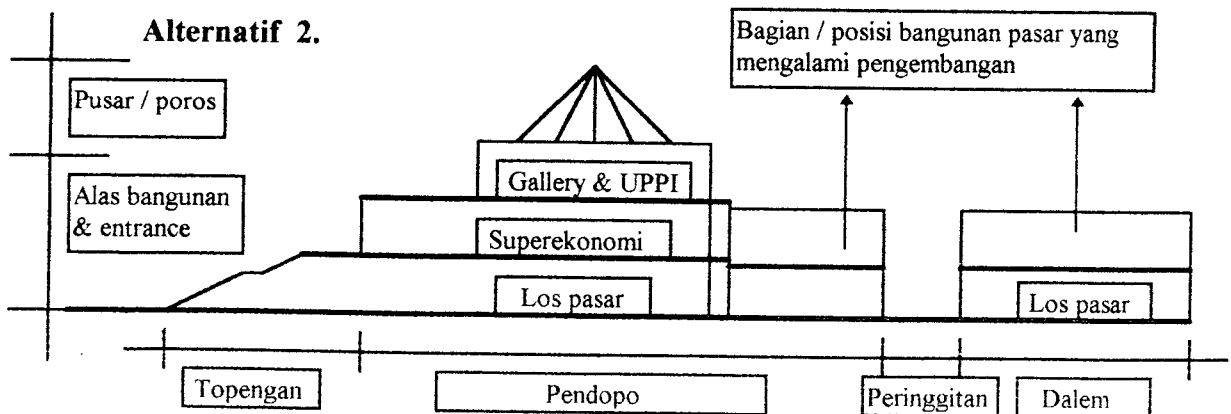 Alternatif 2.
Bagian / posisi bangunan pasar yang
mengalami pengembangan
Pusar / poros
Alas bangunan
& entrance
Gallery & UPPI
Superekonomi
Los pasar
Los pasar
Topengan
Pendopo
Peringgitan
Dalem